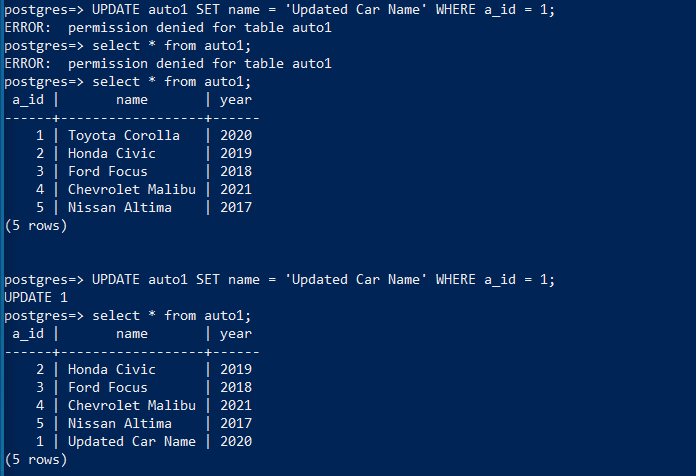 postgres=> UPDATE auto1 SET name = 'Updated Car Name' WHERE a_id = 1;
ERROR:  permission denied for table auto1
postgres=> select * from auto1;
ERROR:  permission denied for table auto1
postgres=> select * from auto1;
 a_id |       name       | year
------+------------------+------
    1 | Toyota Corolla   | 2020
    2 | Honda Civic      | 2019
    3 | Ford Focus       | 2018
    4 | Chevrolet Malibu | 2021
    5 | Nissan Altima    | 2017
(5 rows)
postgres=> UPDATE auto1 SET name = 'Updated Car Name' WHERE a_id = 1;
UPDATE 1
postgres=> select * from auto1;
 a_id |       name       | year
------+------------------+------
    2 | Honda Civic      | 2019
    3 | Ford Focus       | 2018
    4 | Chevrolet Malibu | 2021
    5 | Nissan Altima    | 2017
    1 | Updated Car Name | 2020
(5 rows)